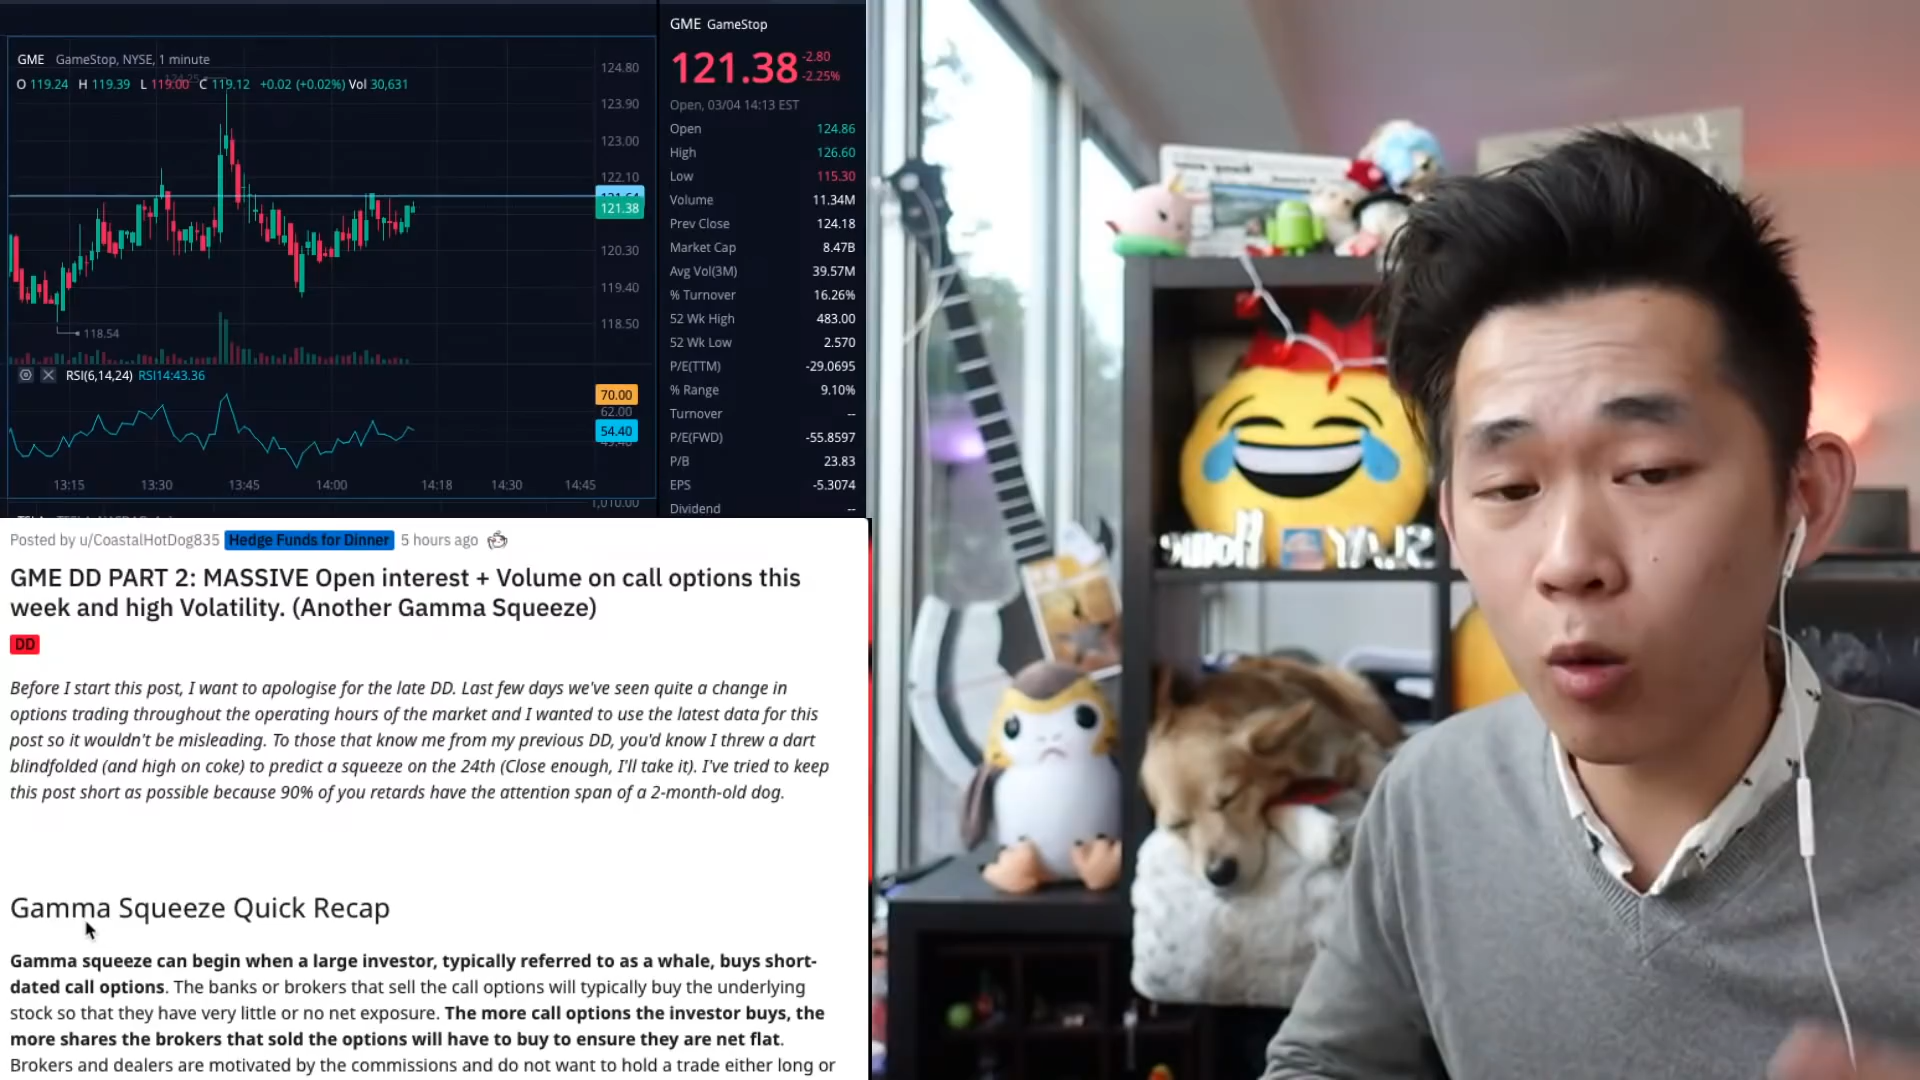 GME GameStop, NYSE, 1 minute
O 119.24 H 119.39 L 119.00 C 119.12 +0.02 (+0.02%) Vol 30,631
124.80
123.90
123.00
122.10
121.38
120.30
119.40
118.50
118.54
RSI(6,14,24) RSI14:43.36
70.00
62.00
54.40
13:15 13:30 13:45 14:00 14:18 14:30 14:45
1,010.00
GME GameStop
121.38 -2.80
-2.25%
Open, 03/04 14:13 EST
Open 124.86
High 126.60
Low 115.30
Volume 11.34M
Prev Close 124.18
Market Cap 8.47B
Avg Vol(3M) 39.57M
% Turnover 16.26%
52 Wk High 483.00
52 Wk Low 2.570
P/E(TTM) -29.0695
% Range 9.10%
Turnover --
P/E(FWD) -55.8597
P/B 23.83
EPS -5.3074
Dividend --
Posted by u/CoastalHotDog835 Hedge Funds for Dinner 5 hours ago
GME DD PART 2: MASSIVE Open interest + Volume on call options this
week and high Volatility. (Another Gamma Squeeze)
DD
Before I start this post, I want to apologise for the late DD. Last few days we've seen quite a change in
options trading throughout the operating hours of the market and I wanted to use the latest data for this
post so it wouldn't be misleading. To those that know me from my previous DD, you'd know I threw a dart
blindfolded (and high on coke) to predict a squeeze on the 24th (Close enough, I'll take it). I've tried to keep
this post short as possible because 90% of you retards have the attention span of a 2-month-old dog.
Gamma Squeeze Quick Recap
Gamma squeeze can begin when a large investor, typically referred to as a whale, buys short-
dated call options. The banks or brokers that sell the call options will typically buy the underlying
stock so that they have very little or no net exposure. The more call options the investor buys, the
more shares the brokers that sold the options will have to buy to ensure they are net flat.
Brokers and dealers are motivated by the commissions and do not want to hold a trade either long or
SLAY